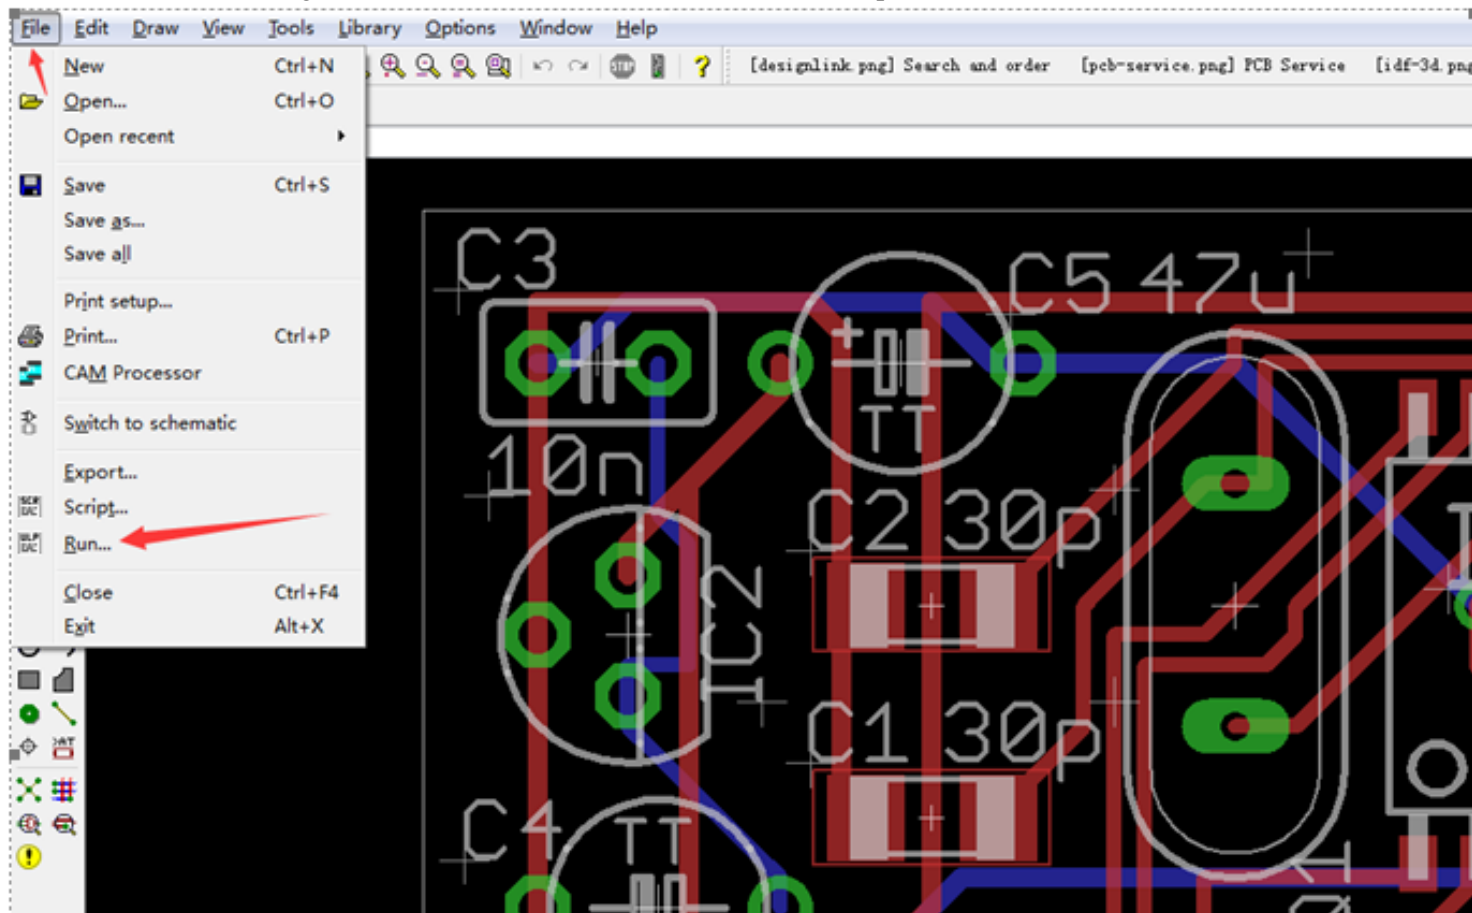 File Edit Draw View Tools Library Options Window Help
New Ctrl+N
[designlink.png] Search and order [pcb-service.png] PCB Service [idf-3d.png
Open... Ctrl+O
Open recent
Save Ctrl+S
Save as...
Save all
Print setup...
Print... Ctrl+P
CAM Processor
Switch to schematic
Export...
Script...
Run...
Close Ctrl+F4
Exit Alt+X
C3
C5 47u
TT
10n
C2 30p
IC2
C1 30p
C4
TT